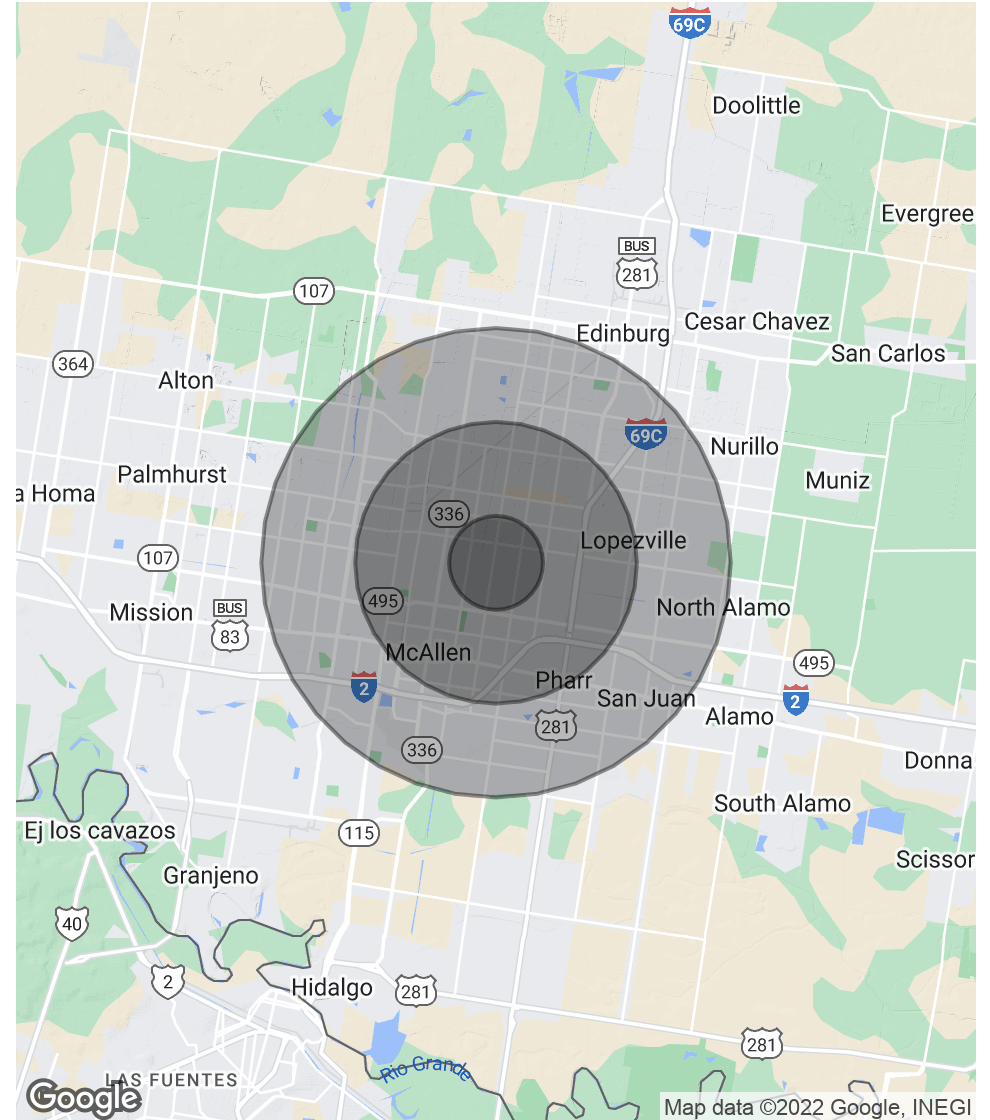 69C
Doolittle
Evergree
BUS
281
107
Cesar Chavez
Edinburg
San Carlos
364
Alton
69C
Nurillo
Palmhurst
Muniz
a Homa
336
Lopezville
107
495
North Alamo
Mission
BUS
83
McAllen
495
Pharr
2
San Juan
2
Alamo
281
336
Donna
South Alamo
115
Ej los cavazos
Scissor
Granjeno
40
2
Hidalgo
281
281
Rio Grande
LAS FUENTES
Google
Map data ©2022 Google, INEGI